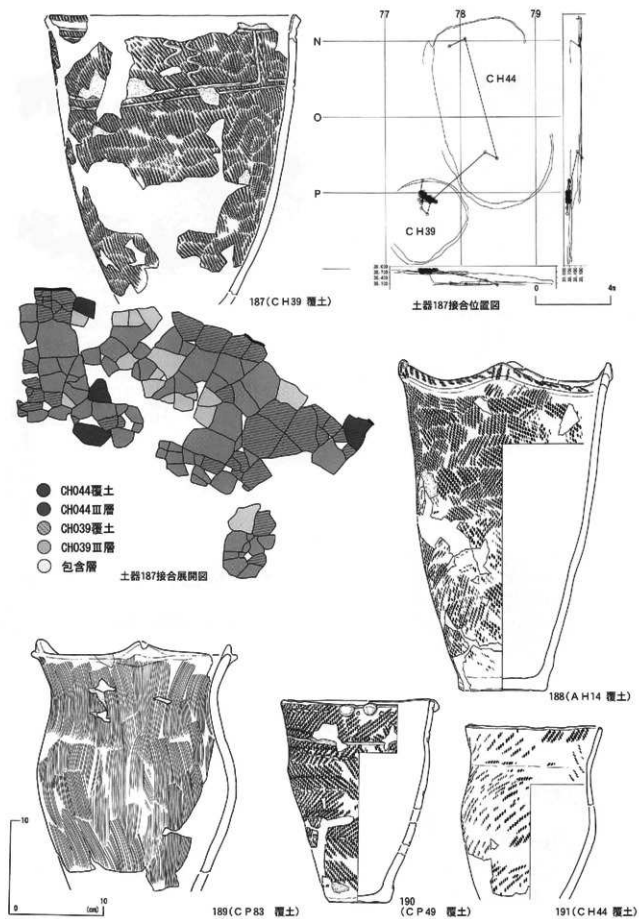 77 78 79
N
CH44
O
P
CH39
0 4m
187(CH39 覆土)
土器187接合位置図
CH044覆土
CH044Ⅲ層
CH039覆土
CH039Ⅲ層
包含層
土器187接合展開図
188(AH14 覆土)
10
0 (cm) 10
189(CP83 覆土)
190
(CP49 覆土)
191(CH44 覆土)